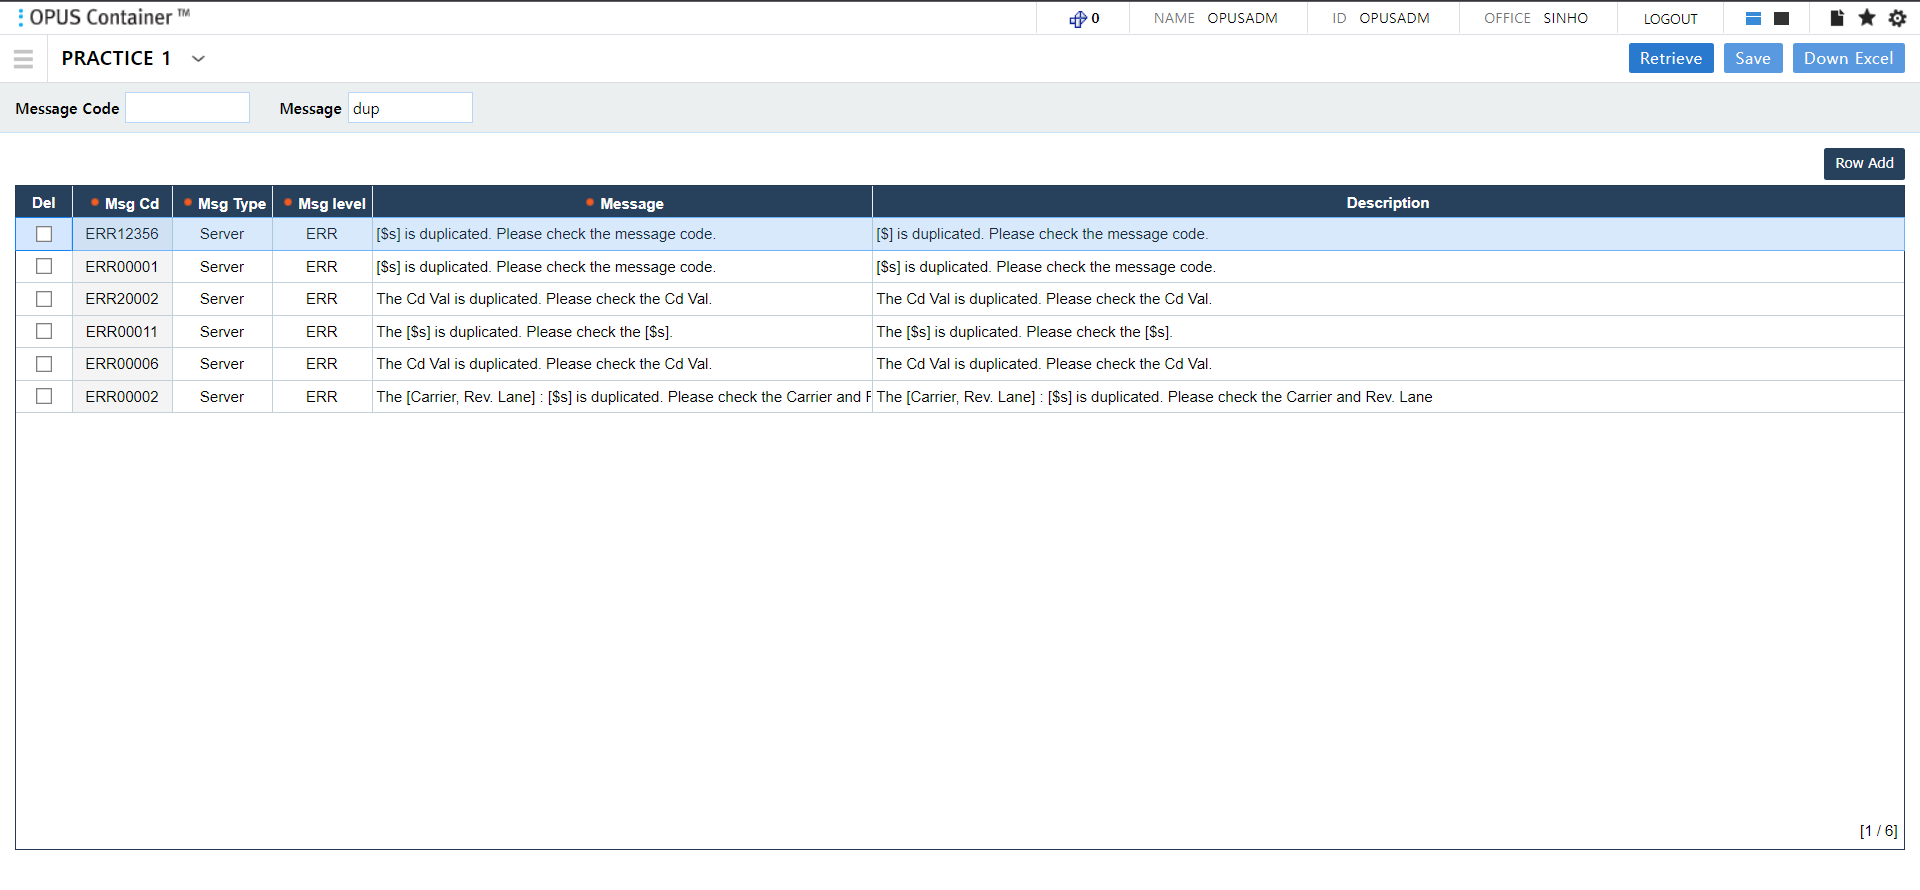 OPUS Container ™
0 NAME OPUSADM ID OPUSADM OFFICE SINHO LOGOUT
PRACTICE 1
Retrieve Save Down Excel
Message Code Message dup
Row Add
Del Msg Cd Msg Type Msg level Message Description
ERR12356 Server ERR [$s] is duplicated. Please check the message code. [$] is duplicated. Please check the message code.
ERR00001 Server ERR [$s] is duplicated. Please check the message code. [$s] is duplicated. Please check the message code.
ERR20002 Server ERR The Cd Val is duplicated. Please check the Cd Val. The Cd Val is duplicated. Please check the Cd Val.
ERR00011 Server ERR The [$s] is duplicated. Please check the [$s]. The [$s] is duplicated. Please check the [$s].
ERR00006 Server ERR The Cd Val is duplicated. Please check the Cd Val. The Cd Val is duplicated. Please check the Cd Val.
ERR00002 Server ERR The [Carrier, Rev. Lane] : [$s] is duplicated. Please check the Carrier and The [Carrier, Rev. Lane] : [$s] is duplicated. Please check the Carrier and Rev. Lane
[1 / 6]